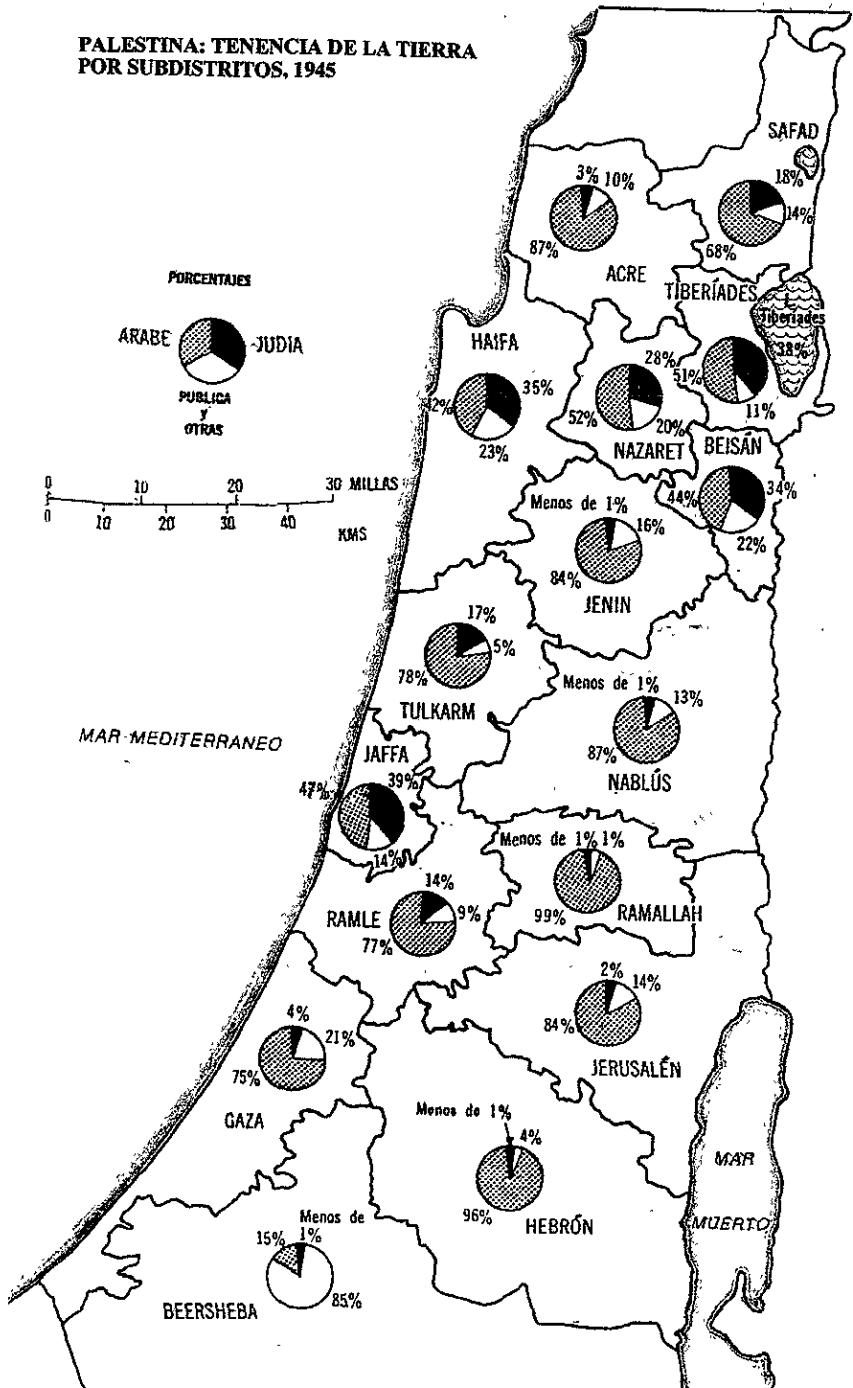 PALESTINA: TENENCIA DE LA TIERRA
POR SUBDISTRITOS, 1945
PORCENTAJES
ARABE
JUDIA
PUBLICA
y
OTRAS
0 10 20 30 MILLAS
0 10 20 30 40 KMS
SAFAD
18%
14%
68%
3% 10%
87%
ACRE
TIBERÍADES
L.
Tiberíades
38%
51%
11%
HAIFA
35%
42%
23%
28%
52%
20%
NAZARET
BEISÁN
44%
34%
22%
Menos de 1%
16%
84%
JENIN
17%
5%
78%
TULKARM
Menos de 1%
13%
87%
NABLÚS
MAR MEDITERRANEO
JAFFA
47%
39%
14%
Menos de 1% 1%
99%
RAMALLAH
14%
9%
RAMLE
77%
2%
14%
84%
JERUSALÉN
4%
21%
75%
GAZA
Menos de 1%
4%
96%
HEBRÓN
MAR
MUERTO
Menos de
1%
15%
85%
BEERSHEBA